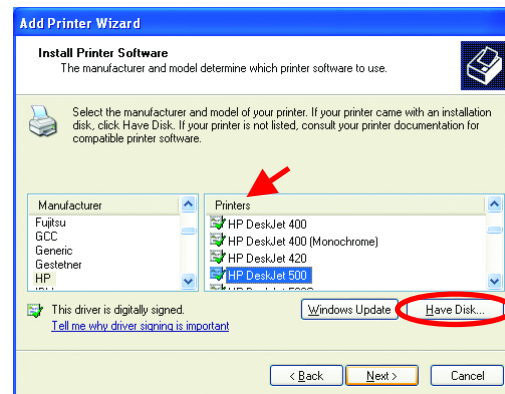 Add Printer Wizard
Install Printer Software
The manufacturer and model determine which printer software to use.
Select the manufacturer and model of your printer. If your printer came with an installation
disk, click Have Disk. If your printer is not listed, consult your printer documentation for
compatible printer software.
Manufacturer
Fujitsu
GCC
Generic
Gestetner
HP
Printers
HP DeskJet 400
HP DeskJet 400 (Monochrome)
HP DeskJet 420
HP DeskJet 500
This driver is digitally signed.
Tell me why driver signing is important
Windows Update
Have Disk...
< Back
Next >
Cancel